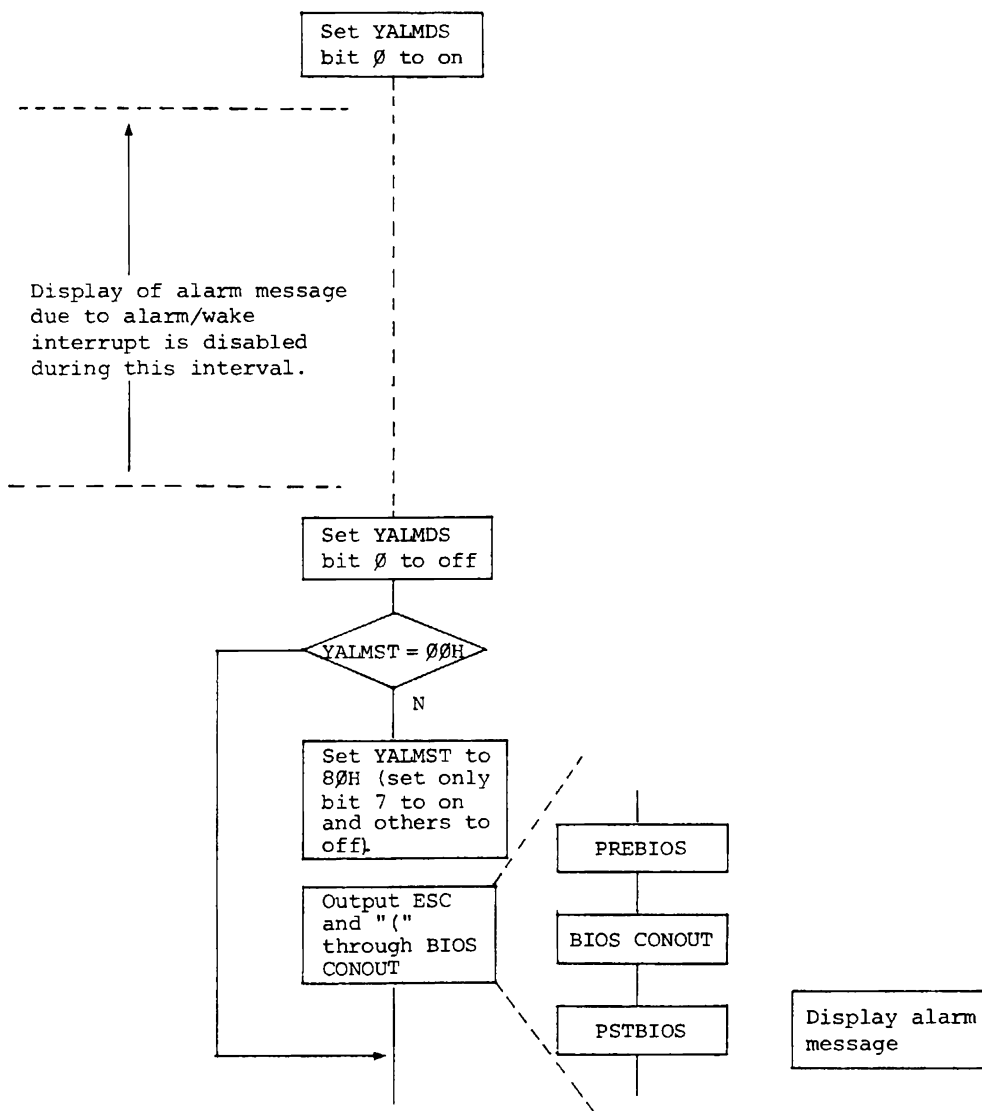 Set YALMDS
bit Ø to on
Display of alarm message
due to alarm/wake
interrupt is disabled
during this interval.
Set YALMDS
bit Ø to off
YALMST = ØØH
N
Set YALMST to
8ØH (set only
bit 7 to on
and others to
off).
Output ESC
and "("
through BIOS
CONOUT
PREBIOS
BIOS CONOUT
PSTBIOS
Display alarm
message